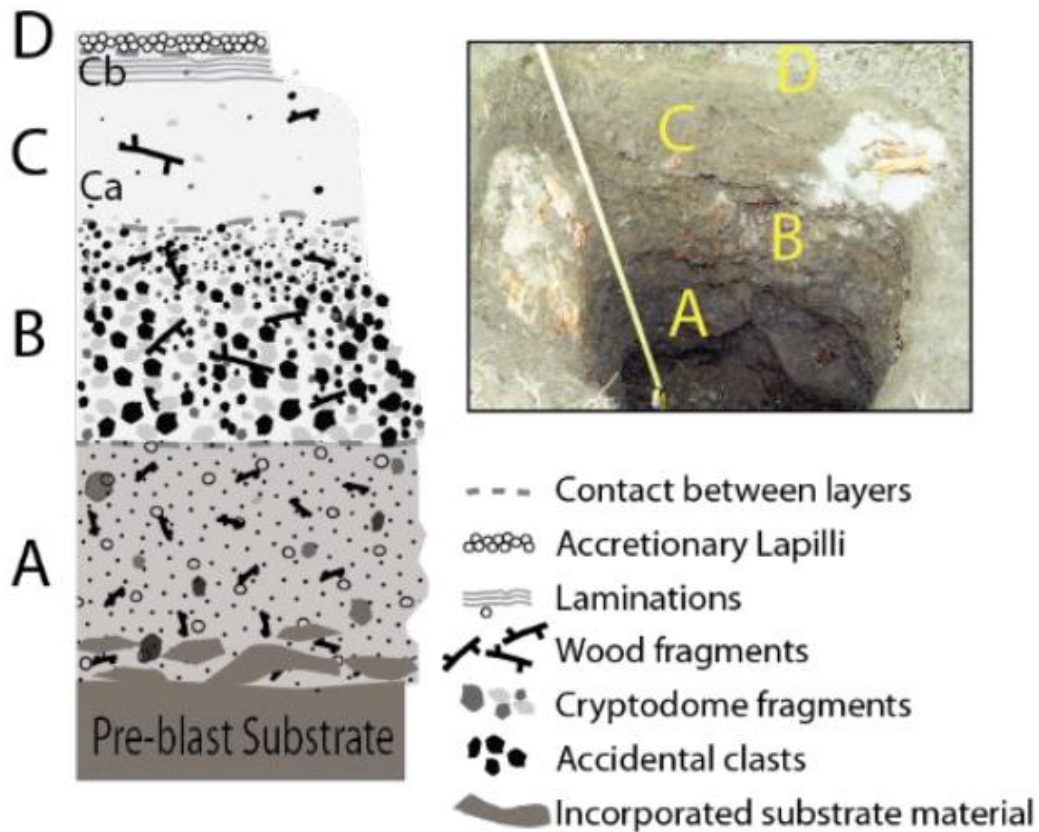 D
Cb
C
Ca
B
A
Pre-blast Substrate
D
C
B
A
Contact between layers
Accretionary Lapilli
Laminations
Wood fragments
Cryptodome fragments
Accidental clasts
Incorporated substrate material